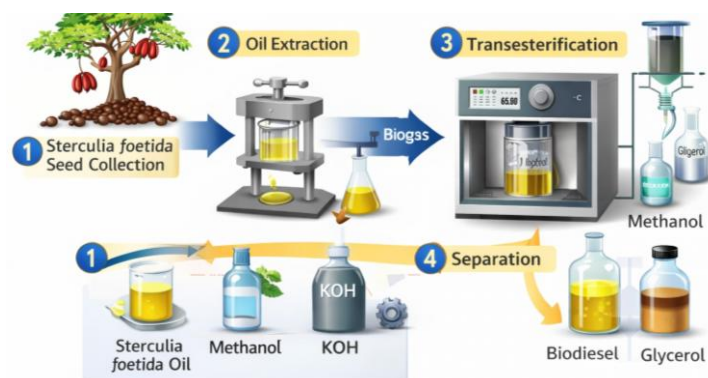 2 Oil Extraction
3 Transesterification
65.80
-C
1 Sterculia foetida
Seed Collection
Biogss
Gligerol
Methanol
1
4 Separation
KOH
Sterculia
foetida Oil
Methanol
KOH
Biodiesel
Glycerol